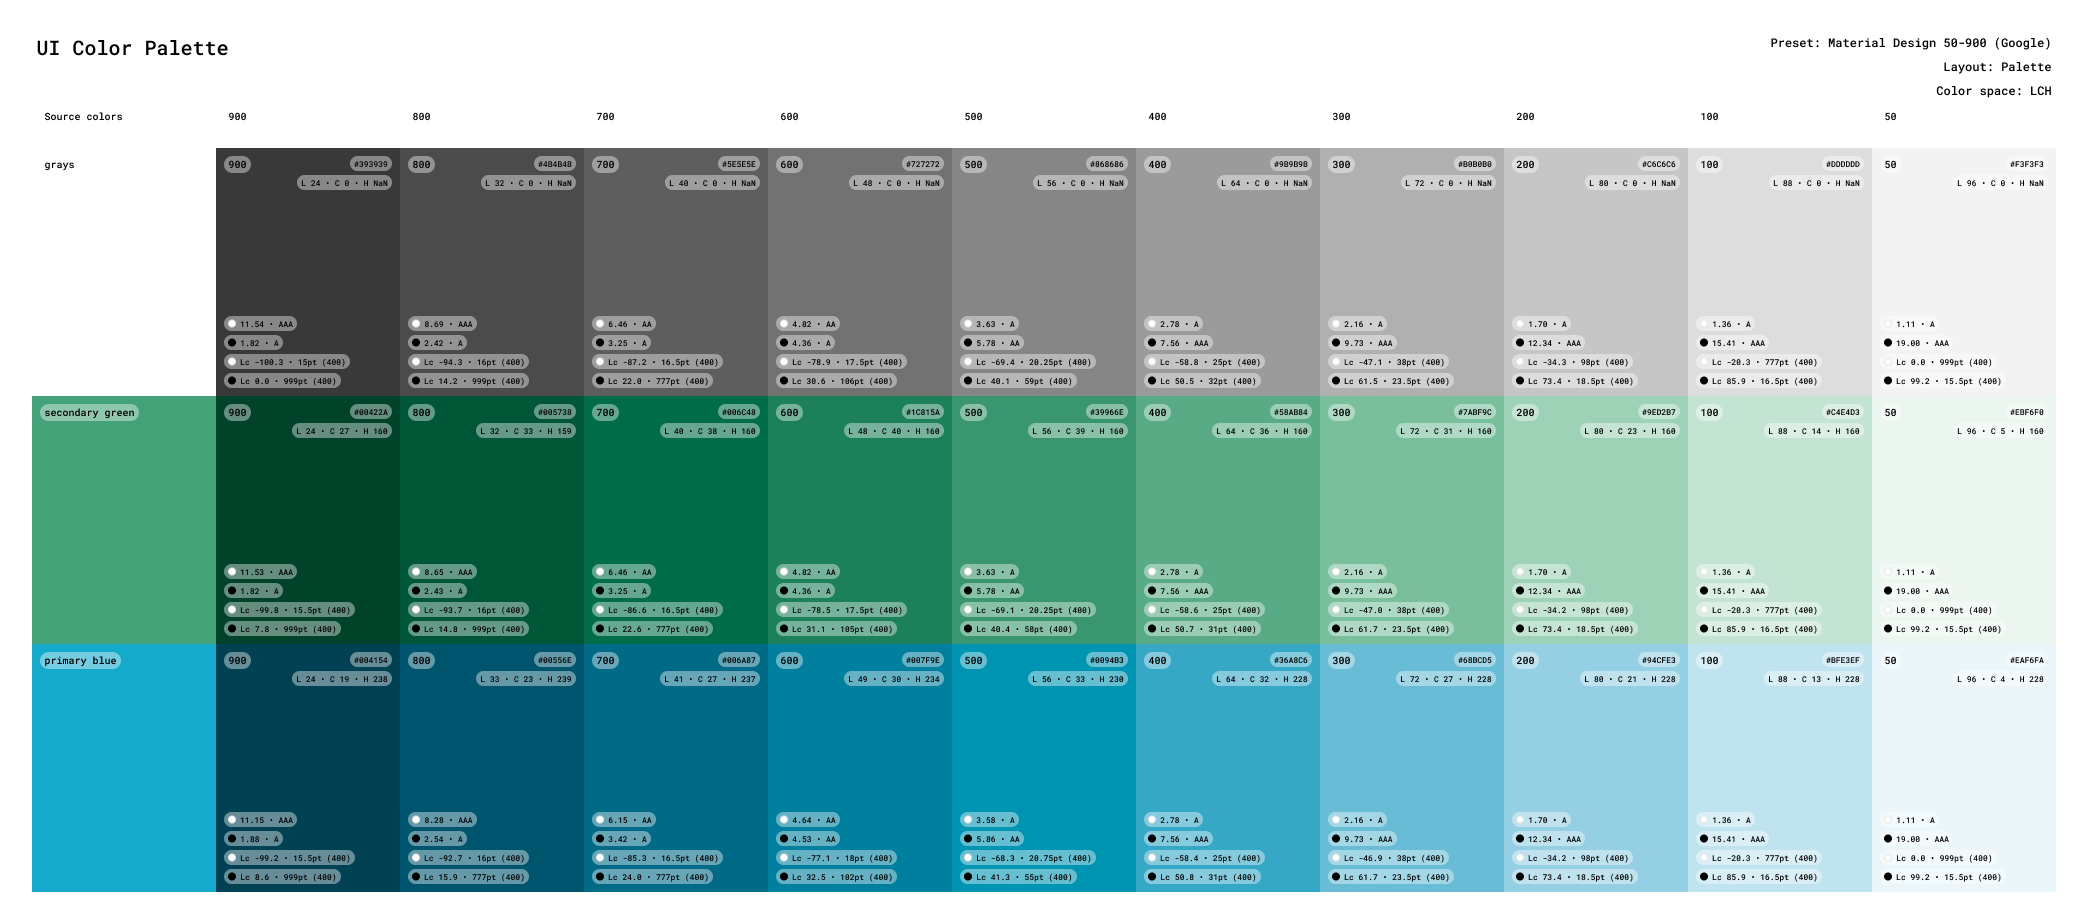 UI Color Palette
Preset: Material Design 50-900 (Google)
Layout: Palette
Color space: LCH
Source colors 900 800 700 600 500 400 300 200 100 50
grays
900 #393939 800 #4B4B4B 700 #5E5E5E 600 #727272 500 #868686 400 #9B9B9B 300 #B0B0B0 200 #C6C6C6 100 #DDDDDD 50 #F3F3F3
L 24 • C 0 • H NaN L 32 • C 0 • H NaN L 40 • C 0 • H NaN L 48 • C 0 • H NaN L 56 • C 0 • H NaN L 64 • C 0 • H NaN L 72 • C 0 • H NaN L 80 • C 0 • H NaN L 88 • C 0 • H NaN L 96 • C 0 • H NaN
11.54 • AAA 8.69 • AAA 6.46 • AA 4.82 • AA 3.63 • A 2.78 • A 2.16 • A 1.70 • A 1.36 • A 1.11 • A
1.82 • A 2.42 • A 3.25 • A 4.36 • A 5.78 • AA 7.56 • AAA 9.73 • AAA 12.34 • AAA 15.41 • AAA 19.00 • AAA
Lc -100.3 • 15pt (400) Lc -94.3 • 16pt (400) Lc -87.2 • 16.5pt (400) Lc -78.9 • 17.5pt (400) Lc -69.4 • 20.25pt (400) Lc -58.8 • 25pt (400) Lc -47.1 • 38pt (400) Lc -34.3 • 98pt (400) Lc -20.3 • 777pt (400) Lc 0.0 • 999pt (400)
Lc 0.0 • 999pt (400) Lc 14.2 • 999pt (400) Lc 22.0 • 777pt (400) Lc 30.6 • 106pt (400) Lc 40.1 • 59pt (400) Lc 50.5 • 32pt (400) Lc 61.5 • 23.5pt (400) Lc 73.4 • 18.5pt (400) Lc 85.9 • 16.5pt (400) Lc 99.2 • 15.5pt (400)
secondary green
900 #00422A 800 #005738 700 #006C48 600 #1C815A 500 #39966E 400 #58AB84 300 #7ABF9C 200 #9ED2B7 100 #C4E4D3 50 #EBF6F0
L 24 • C 27 • H 160 L 32 • C 33 • H 159 L 40 • C 38 • H 160 L 48 • C 40 • H 160 L 56 • C 39 • H 160 L 64 • C 36 • H 160 L 72 • C 31 • H 160 L 80 • C 23 • H 160 L 88 • C 14 • H 160 L 96 • C 5 • H 160
11.53 • AAA 8.65 • AAA 6.46 • AA 4.82 • AA 3.63 • A 2.78 • A 2.16 • A 1.70 • A 1.36 • A 1.11 • A
1.82 • A 2.43 • A 3.25 • A 4.36 • A 5.78 • AA 7.56 • AAA 9.73 • AAA 12.34 • AAA 15.41 • AAA 19.00 • AAA
Lc -99.8 • 15.5pt (400) Lc -93.7 • 16pt (400) Lc -86.6 • 16.5pt (400) Lc -78.5 • 17.5pt (400) Lc -69.1 • 20.25pt (400) Lc -58.6 • 25pt (400) Lc -47.0 • 38pt (400) Lc -34.2 • 98pt (400) Lc -20.3 • 777pt (400) Lc 0.0 • 999pt (400)
Lc 7.8 • 999pt (400) Lc 14.8 • 999pt (400) Lc 22.6 • 777pt (400) Lc 31.1 • 105pt (400) Lc 40.4 • 58pt (400) Lc 50.7 • 31pt (400) Lc 61.7 • 23.5pt (400) Lc 73.4 • 18.5pt (400) Lc 85.9 • 16.5pt (400) Lc 99.2 • 15.5pt (400)
primary blue
900 #004154 800 #00556E 700 #006A87 600 #007F9E 500 #0094B3 400 #36A8C6 300 #68BCD5 200 #94CFE3 100 #BFE3EF 50 #EAF6FA
L 24 • C 19 • H 238 L 33 • C 23 • H 239 L 41 • C 27 • H 237 L 49 • C 30 • H 234 L 56 • C 33 • H 230 L 64 • C 32 • H 228 L 72 • C 27 • H 228 L 80 • C 21 • H 228 L 88 • C 13 • H 228 L 96 • C 4 • H 228
11.15 • AAA 8.28 • AAA 6.15 • AA 4.64 • AA 3.58 • A 2.78 • A 2.16 • A 1.70 • A 1.36 • A 1.11 • A
1.88 • A 2.54 • A 3.42 • A 4.53 • AA 5.86 • AA 7.56 • AAA 9.73 • AAA 12.34 • AAA 15.41 • AAA 19.00 • AAA
Lc -99.2 • 15.5pt (400) Lc -92.7 • 16pt (400) Lc -85.3 • 16.5pt (400) Lc -77.1 • 18pt (400) Lc -68.3 • 20.75pt (400) Lc -58.4 • 25pt (400) Lc -46.9 • 38pt (400) Lc -34.2 • 98pt (400) Lc -20.3 • 777pt (400) Lc 0.0 • 999pt (400)
Lc 8.6 • 999pt (400) Lc 15.9 • 777pt (400) Lc 24.0 • 777pt (400) Lc 32.5 • 102pt (400) Lc 41.3 • 55pt (400) Lc 50.8 • 31pt (400) Lc 61.7 • 23.5pt (400) Lc 73.4 • 18.5pt (400) Lc 85.9 • 16.5pt (400) Lc 99.2 • 15.5pt (400)